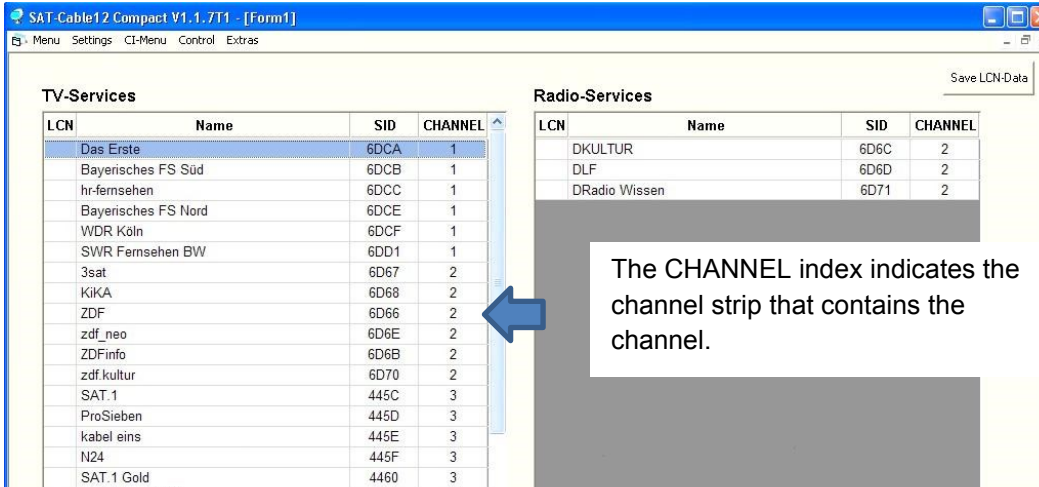 SAT-Cable12 Compact V1.1.7T1 - [Form1]
Menu Settings CI-Menu Control Extras
Save LCN-Data
TV-Services
LCN Name SID CHANNEL
Das Erste 6DCA 1
Bayerisches FS Süd 6DCB 1
hr-fernsehen 6DCC 1
Bayerisches FS Nord 6DCE 1
WDR Köln 6DCF 1
SWR Fernsehen BW 6DD1 1
3sat 6D67 2
KiKA 6D68 2
ZDF 6D66 2
zdf_neo 6D6E 2
ZDFinfo 6D6B 2
zdf.kultur 6D70 2
SAT.1 445C 3
ProSieben 445D 3
kabel eins 445E 3
N24 445F 3
SAT.1 Gold 4460 3
Radio-Services
LCN Name SID CHANNEL
DKULTUR 6D6C 2
DLF 6D6D 2
DRadio Wissen 6D71 2
The CHANNEL index indicates the
channel strip that contains the
channel.